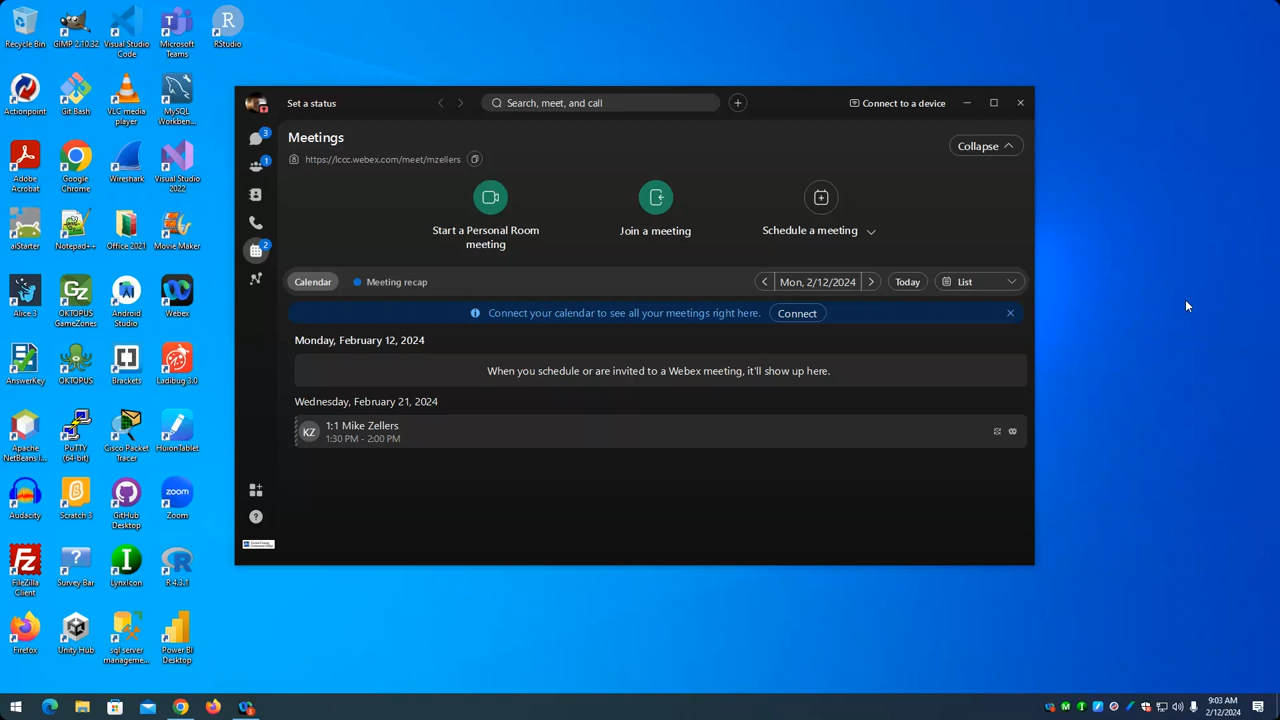 Recycle Bin
GIMP 2.10.32
Visual Studio
Code
Microsoft
Teams
R
RStudio
Actionpoint
Git Bash
VLC media
player
MySQL
Workben...
Adobe
Acrobat
Google
Chrome
Wireshark
Visual Studio
2022
aiStarter
Notepad++
Office 2021
Movie Maker
Alice 3
OKTOPUS
GameZones
Android
Studio
Webex
AnswerKey
OKTOPUS
Brackets
Ladibug 3.0
Apache
NetBeans I...
PuTTY
(64-bit)
Cisco Packet
Tracer
HuionTablet
Audacity
Scratch 3
GitHub
Desktop
zoom
Zoom
FileZilla
Client
Survey Bar
LynxIcon
R 4.3.1
Firefox
Unity Hub
sql server
manageme...
Power BI
Desktop
Set a status
Search, meet, and call
Connect to a device
3
1
2
Meetings
https://lccc.webex.com/meet/mzellers
Collapse
Start a Personal Room
meeting
Join a meeting
Schedule a meeting
Calendar
Meeting recap
Mon, 2/12/2024
Today
List
Connect your calendar to see all your meetings right here.
Connect
Monday, February 12, 2024
When you schedule or are invited to a Webex meeting, it'll show up here.
Wednesday, February 21, 2024
KZ
1:1 Mike Zellers
1:30 PM - 2:00 PM
9:03 AM
2/12/2024